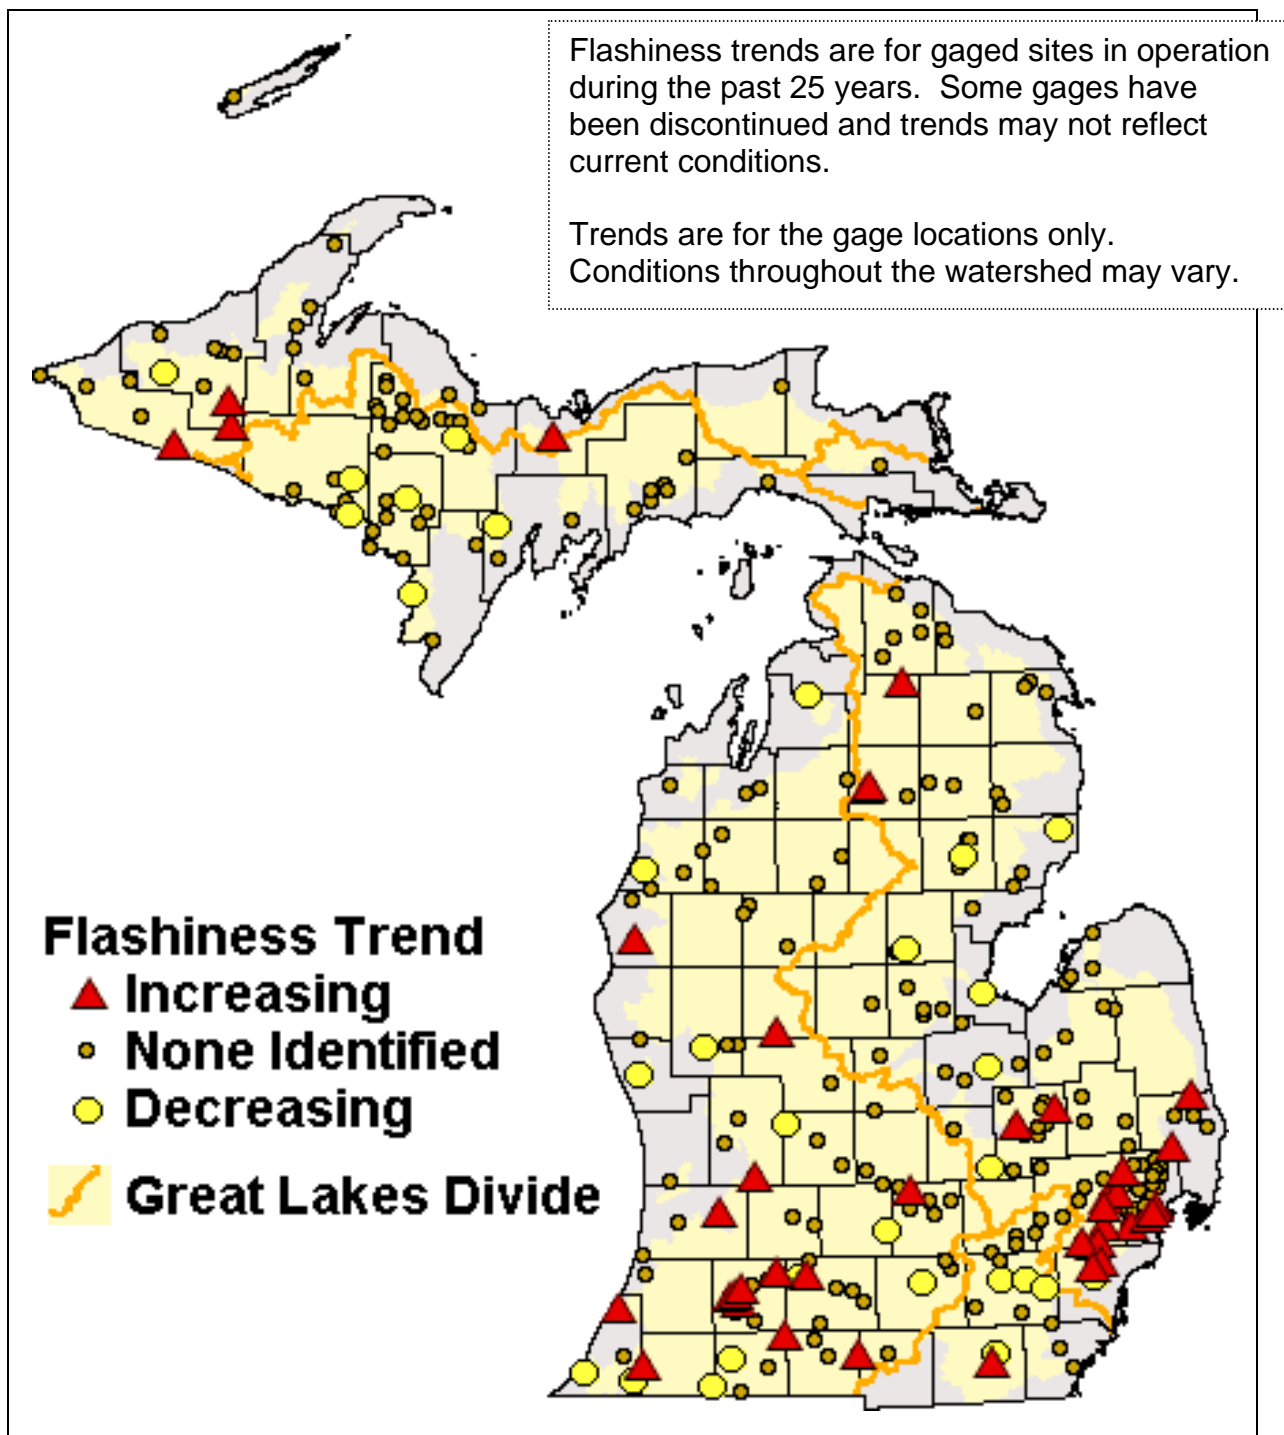 Flashiness trends are for gaged sites in operation
during the past 25 years.  Some gages have
been discontinued and trends may not reflect
current conditions.
Trends are for the gage locations only.
Conditions throughout the watershed may vary.
Flashiness Trend
Increasing
None Identified
Decreasing
Great Lakes Divide